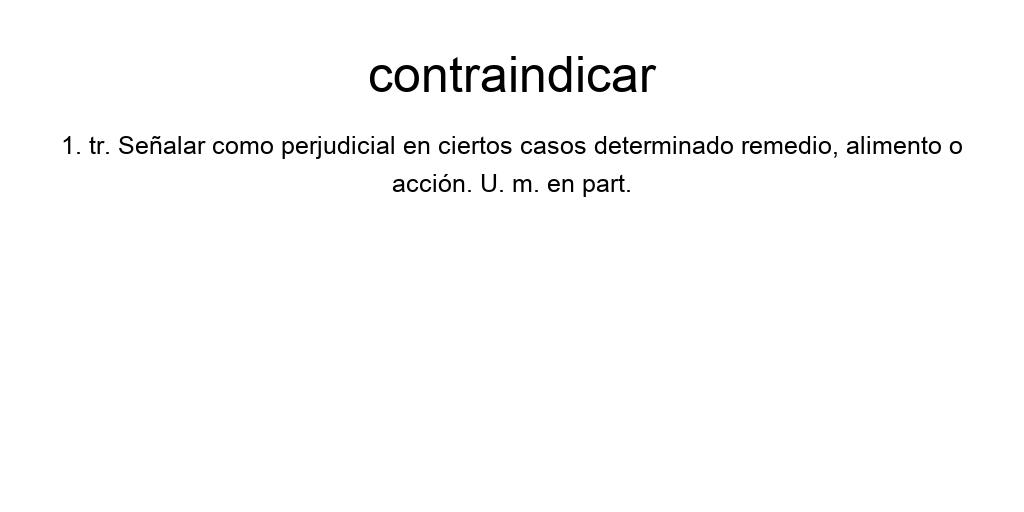 contraindicar
1. tr. Señalar como perjudicial en ciertos casos determinado remedio, alimento o
acción. U. m. en part.